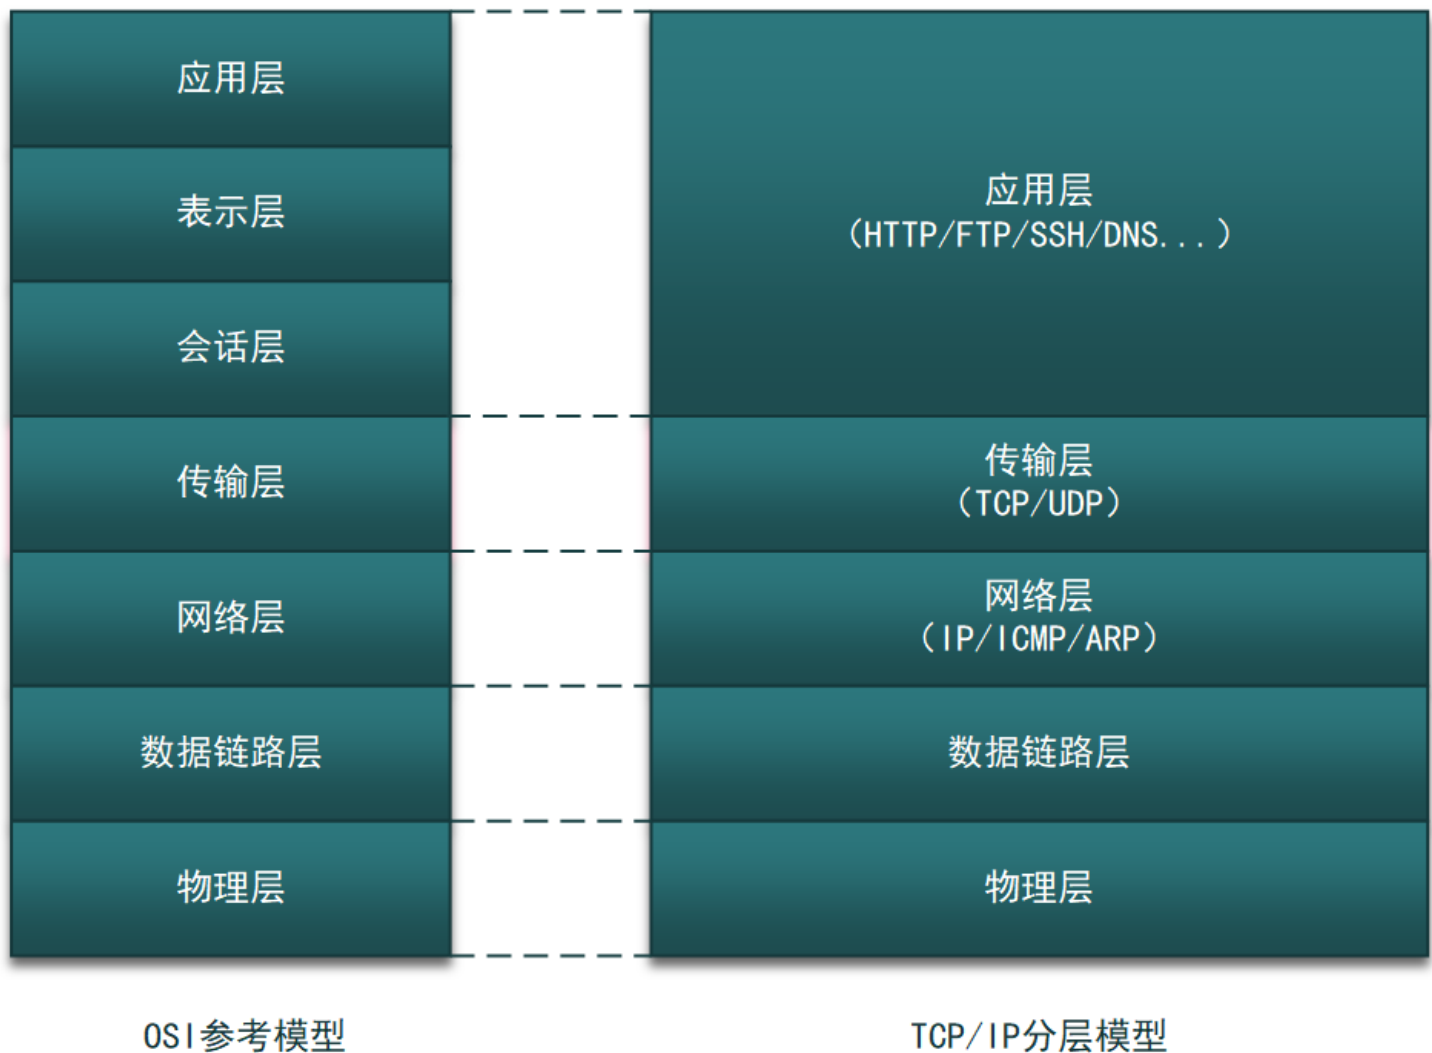 应用层
表示层
会话层
传输层
网络层
数据链路层
物理层
OSI参考模型
应用层
（HTTP/FTP/SSH/DNS...）
传输层
（TCP/UDP）
网络层
（IP/ICMP/ARP）
数据链路层
物理层
TCP/IP分层模型